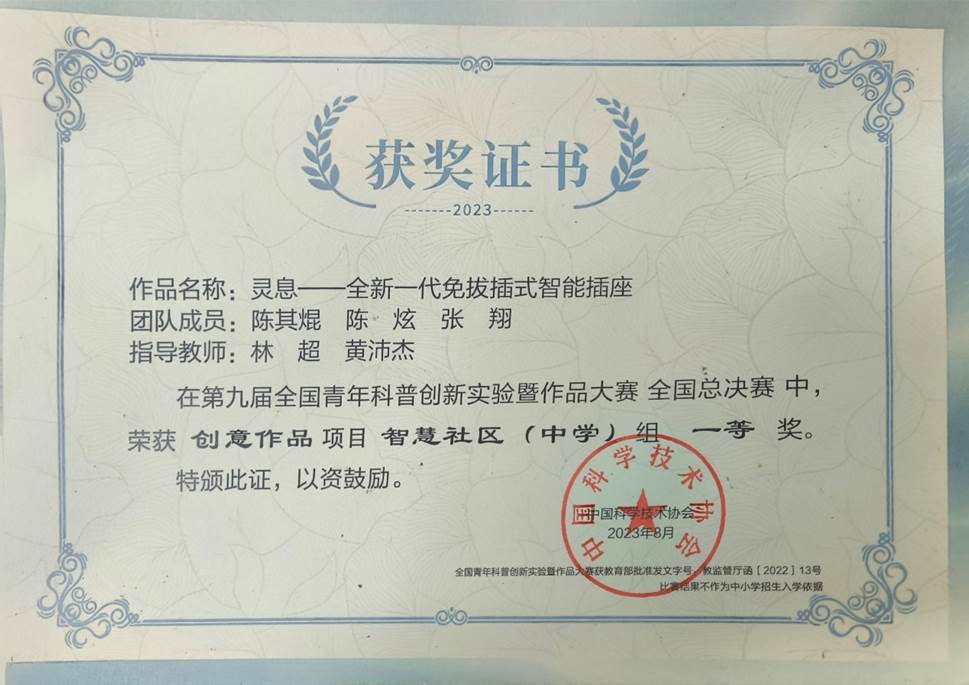 获奖证书
-------2023------
作品名称：灵息——全新一代免拔插式智能插座
团队成员：陈其焜 陈 炫 张 翔
指导教师：林 超 黄沛杰
在第九届全国青年科普创新实验暨作品大赛 全国总决赛 中，
荣获 创意作品 项目 智慧社区（中学）组 一等 奖。
特颁此证，以资鼓励。
中国科学技术协会
中国科学技术协会
2023年8月
全国青年科普创新实验暨作品大赛获教育部批准发文字号：教监管厅函［2022］13号
比赛结果不作为中小学招生入学依据